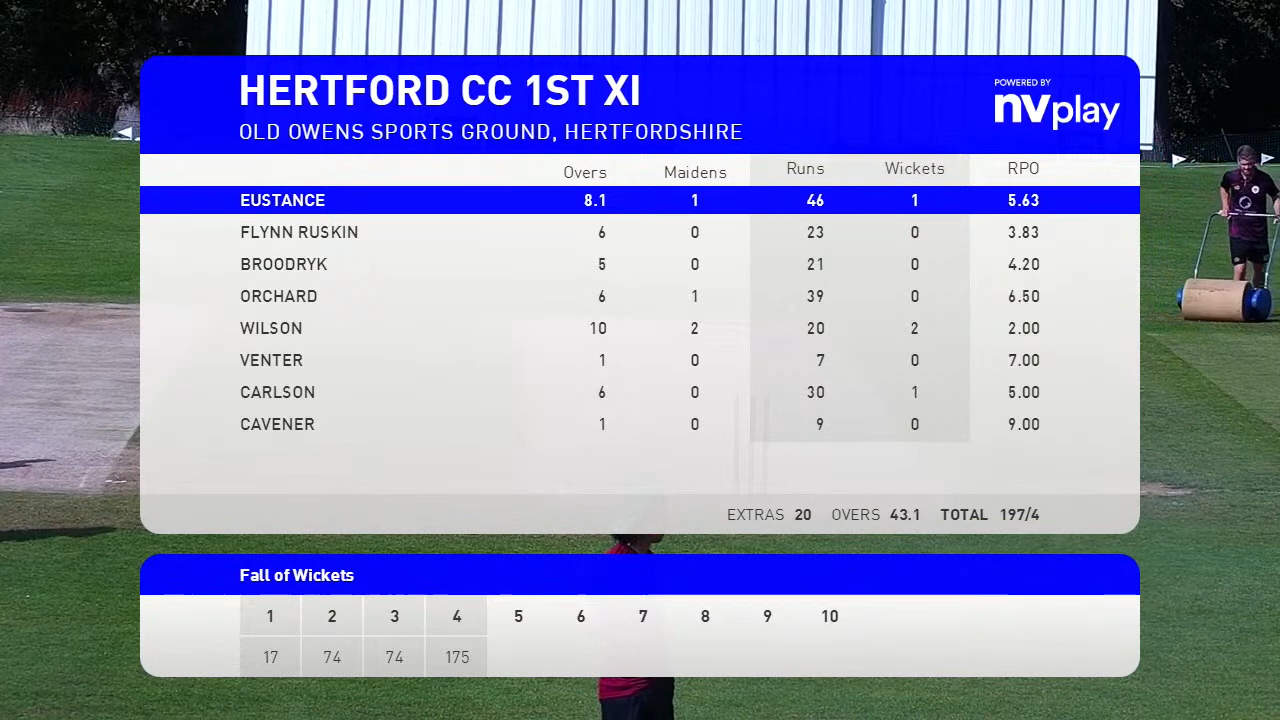 HERTFORD CC 1ST XI
OLD OWENS SPORTS GROUND, HERTFORDSHIRE
POWERED BY
nvplay
Overs Maidens Runs Wickets RPO
EUSTANCE 8.1 1 46 1 5.63
FLYNN RUSKIN 6 0 23 0 3.83
BROODRYK 5 0 21 0 4.20
ORCHARD 6 1 39 0 6.50
WILSON 10 2 20 2 2.00
VENTER 1 0 7 0 7.00
CARLSON 6 0 30 1 5.00
CAVENER 1 0 9 0 9.00
EXTRAS 20 OVERS 43.1 TOTAL 197/4
Fall of Wickets
1 2 3 4 5 6 7 8 9 10
17 74 74 175